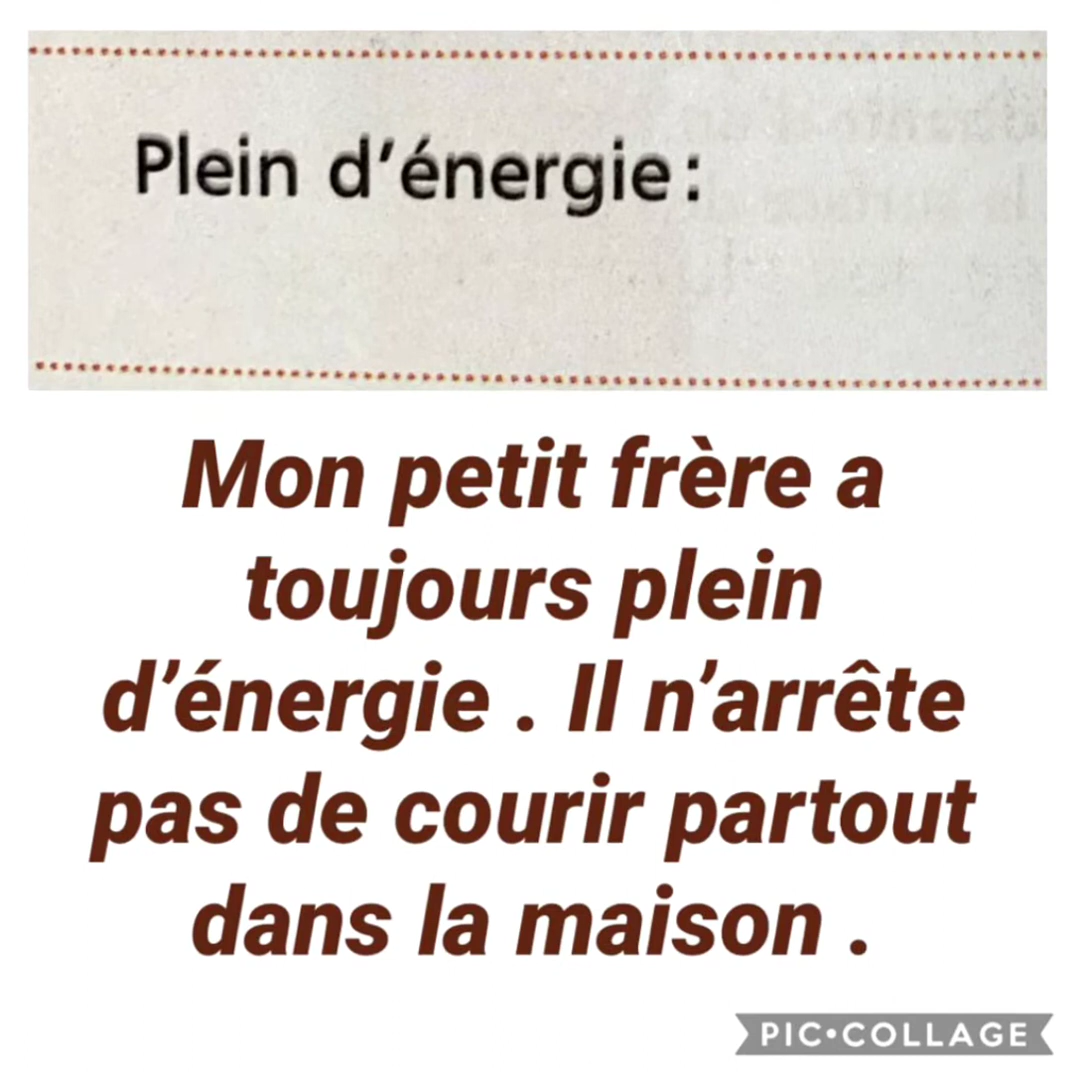 Plein d'énergie:
Mon petit frère a
toujours plein
d'énergie . Il n'arrête
pas de courir partout
dans la maison .
PIC•COLLAGE